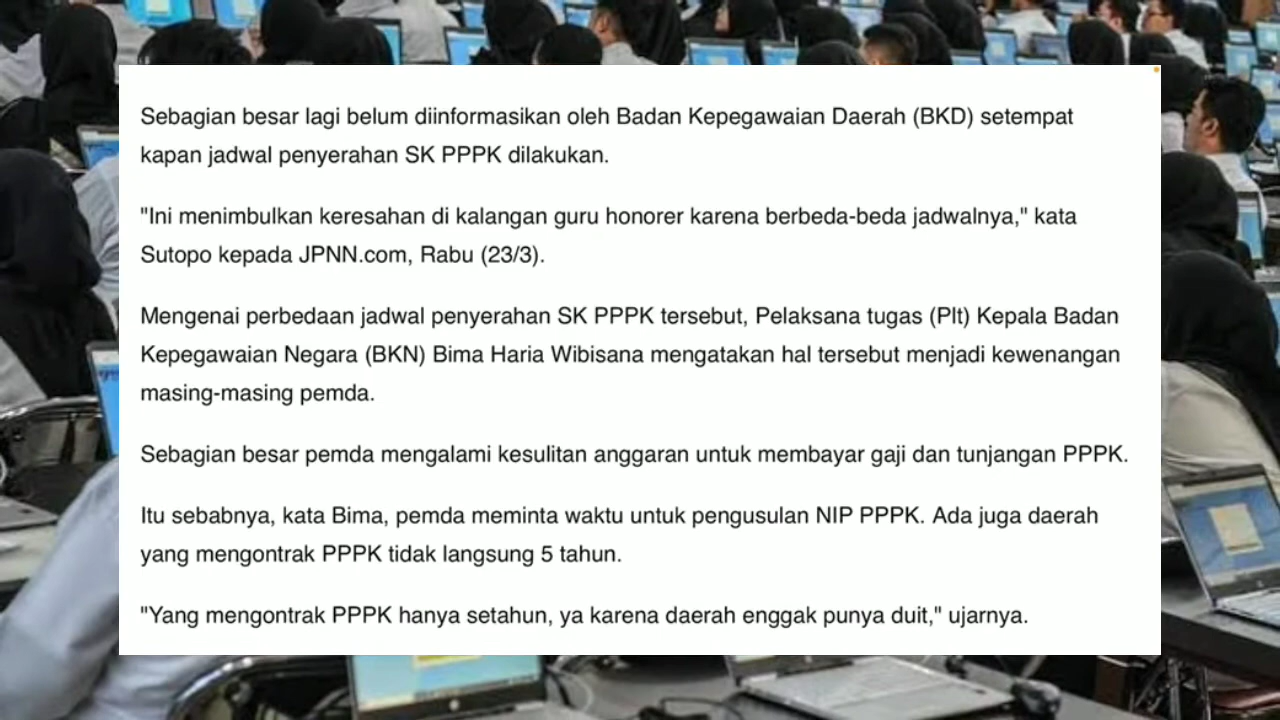 Sebagian besar lagi belum diinformasikan oleh Badan Kepegawaian Daerah (BKD) setempat
kapan jadwal penyerahan SK PPPK dilakukan.
"Ini menimbulkan keresahan di kalangan guru honorer karena berbeda-beda jadwalnya," kata
Sutopo kepada JPNN.com, Rabu (23/3).
Mengenai perbedaan jadwal penyerahan SK PPPK tersebut, Pelaksana tugas (Plt) Kepala Badan
Kepegawaian Negara (BKN) Bima Haria Wibisana mengatakan hal tersebut menjadi kewenangan
masing-masing pemda.
Sebagian besar pemda mengalami kesulitan anggaran untuk membayar gaji dan tunjangan PPPK.
Itu sebabnya, kata Bima, pemda meminta waktu untuk pengusulan NIP PPPK. Ada juga daerah
yang mengontrak PPPK tidak langsung 5 tahun.
"Yang mengontrak PPPK hanya setahun, ya karena daerah enggak punya duit," ujarnya.